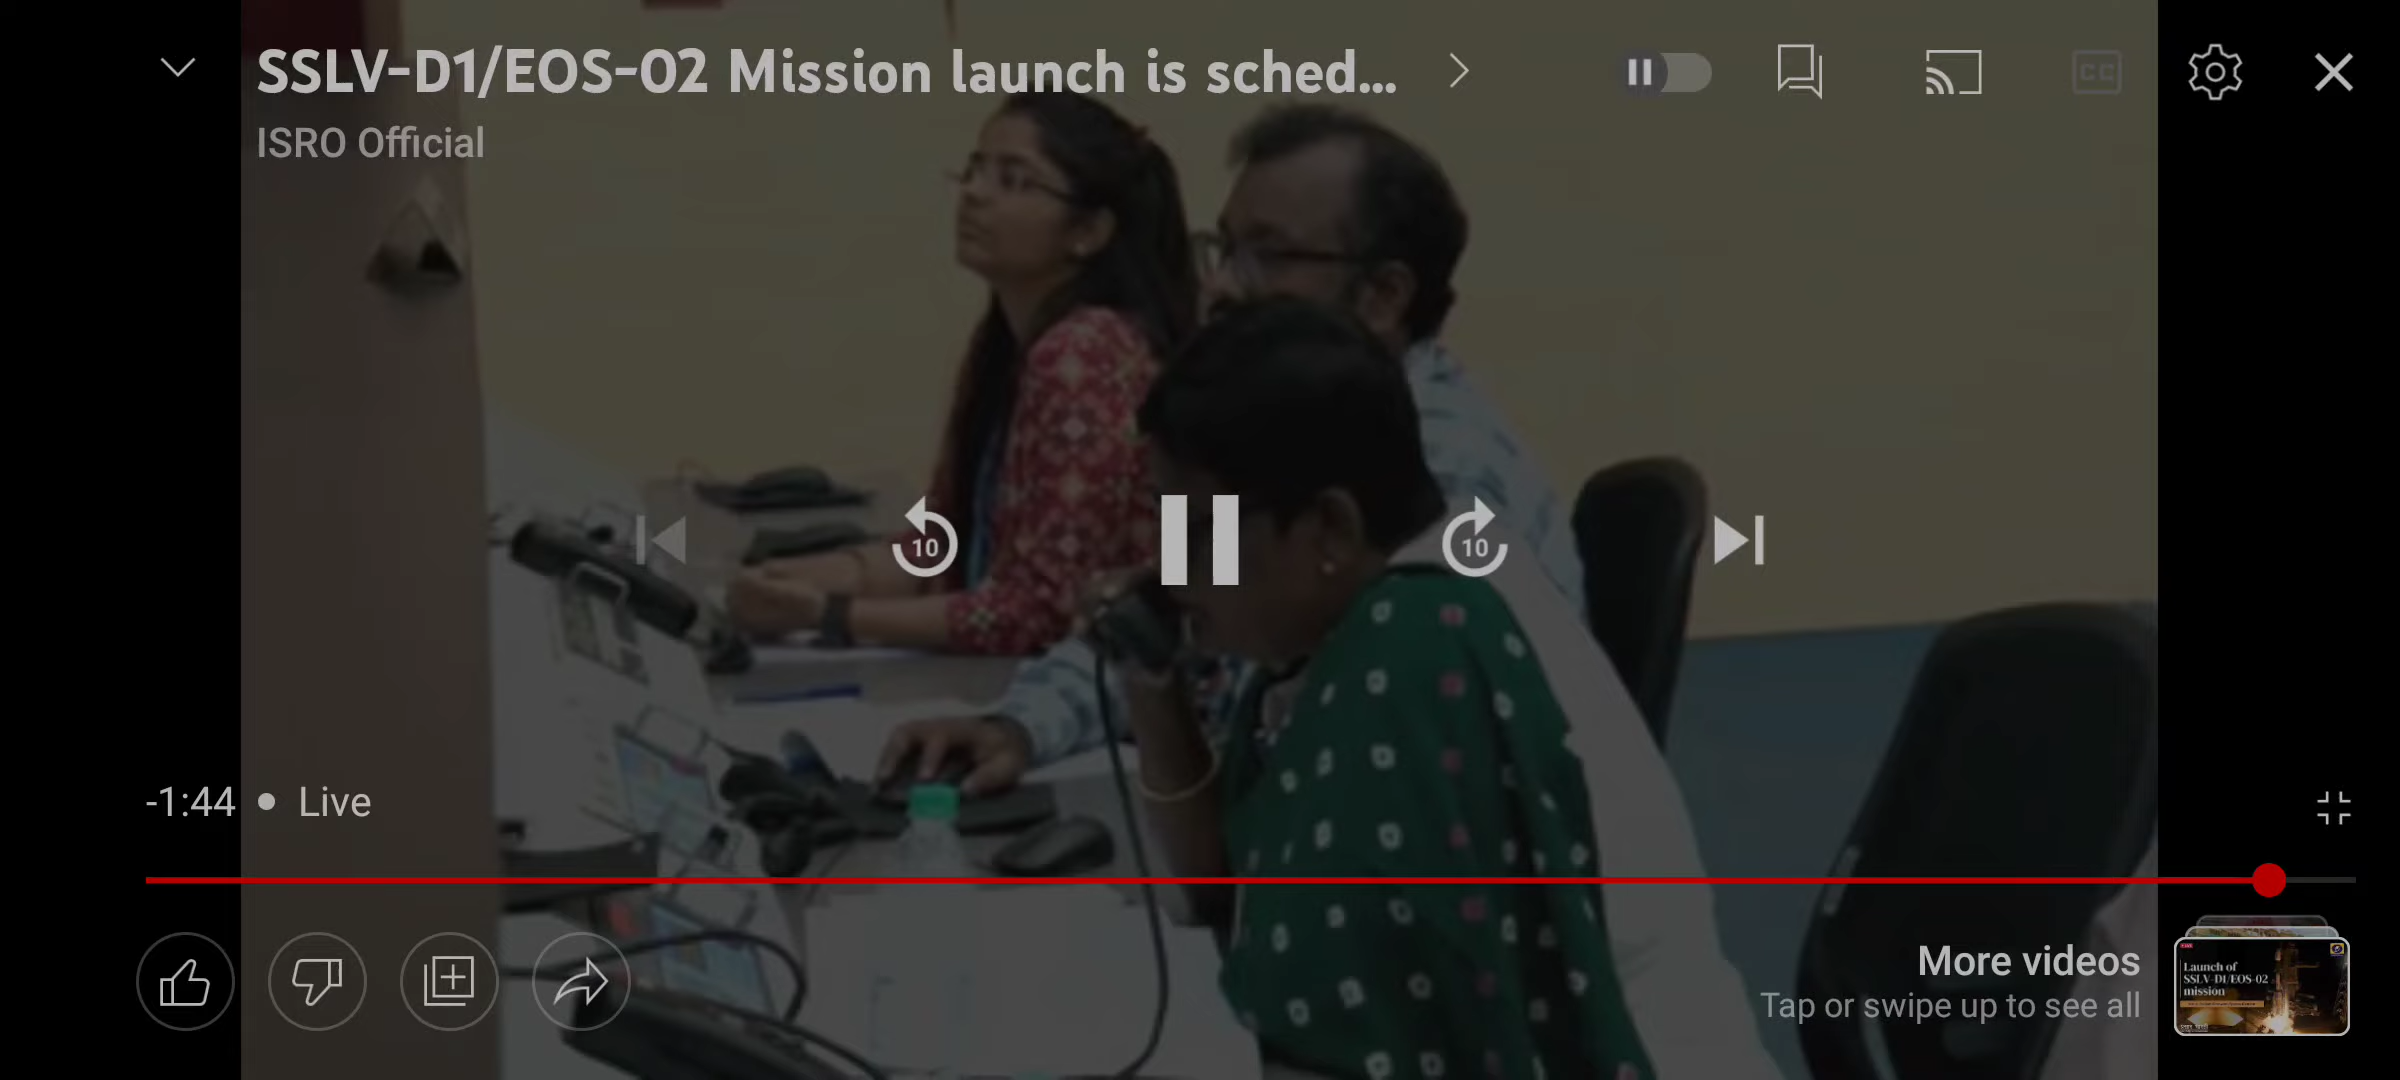 SSLV-D1/EOS-02 Mission launch is sched...
ISRO Official
CC
10
10
-1:44 • Live
More videos
Tap or swipe up to see all
Launch of
SSLV-D1/EOS-02
mission